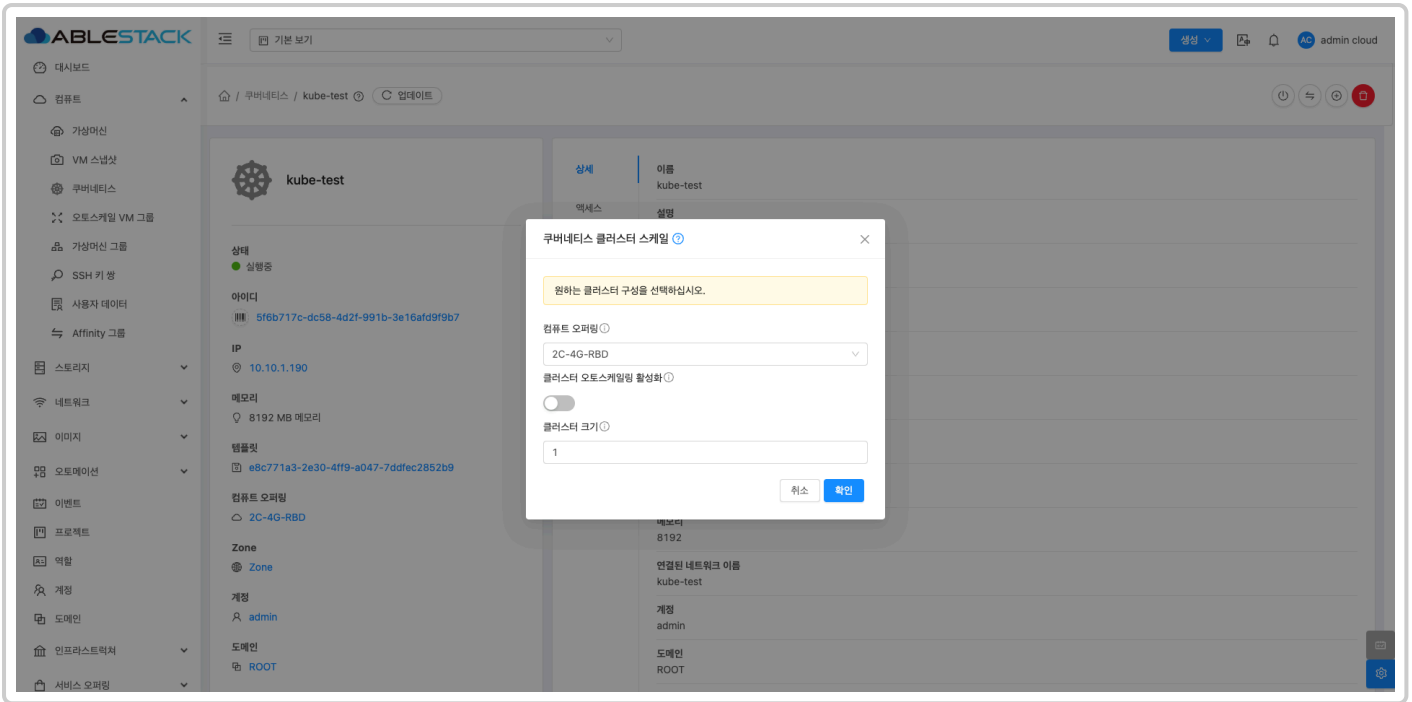 ABLESTACK
기본 보기
생성
AC admin cloud
대시보드
컴퓨트
가상머신
VM 스냅샷
쿠버네티스
오토스케일 VM 그룹
가상머신 그룹
SSH 키 쌍
사용자 데이터
Affinity 그룹
스토리지
네트워크
이미지
오토메이션
이벤트
프로젝트
역할
계정
도메인
인프라스트럭쳐
서비스 오퍼링
/ 쿠버네티스 / kube-test 업데이트
kube-test
상태
실행중
아이디
5f6b717c-dc58-4d2f-991b-3e16afd9f9b7
IP
10.10.1.190
메모리
8192 MB 메모리
템플릿
e8c771a3-2e30-4ff9-a047-7ddfec2852b9
컴퓨트 오퍼링
2C-4G-RBD
Zone
Zone
계정
admin
도메인
ROOT
상세
액세스
이름
kube-test
설명
쿠버네티스 클러스터 스케일
원하는 클러스터 구성을 선택하십시오.
컴퓨트 오퍼링
2C-4G-RBD
클러스터 오토스케일링 활성화
클러스터 크기
1
취소
확인
메모리
8192
연결된 네트워크 이름
kube-test
계정
admin
도메인
ROOT